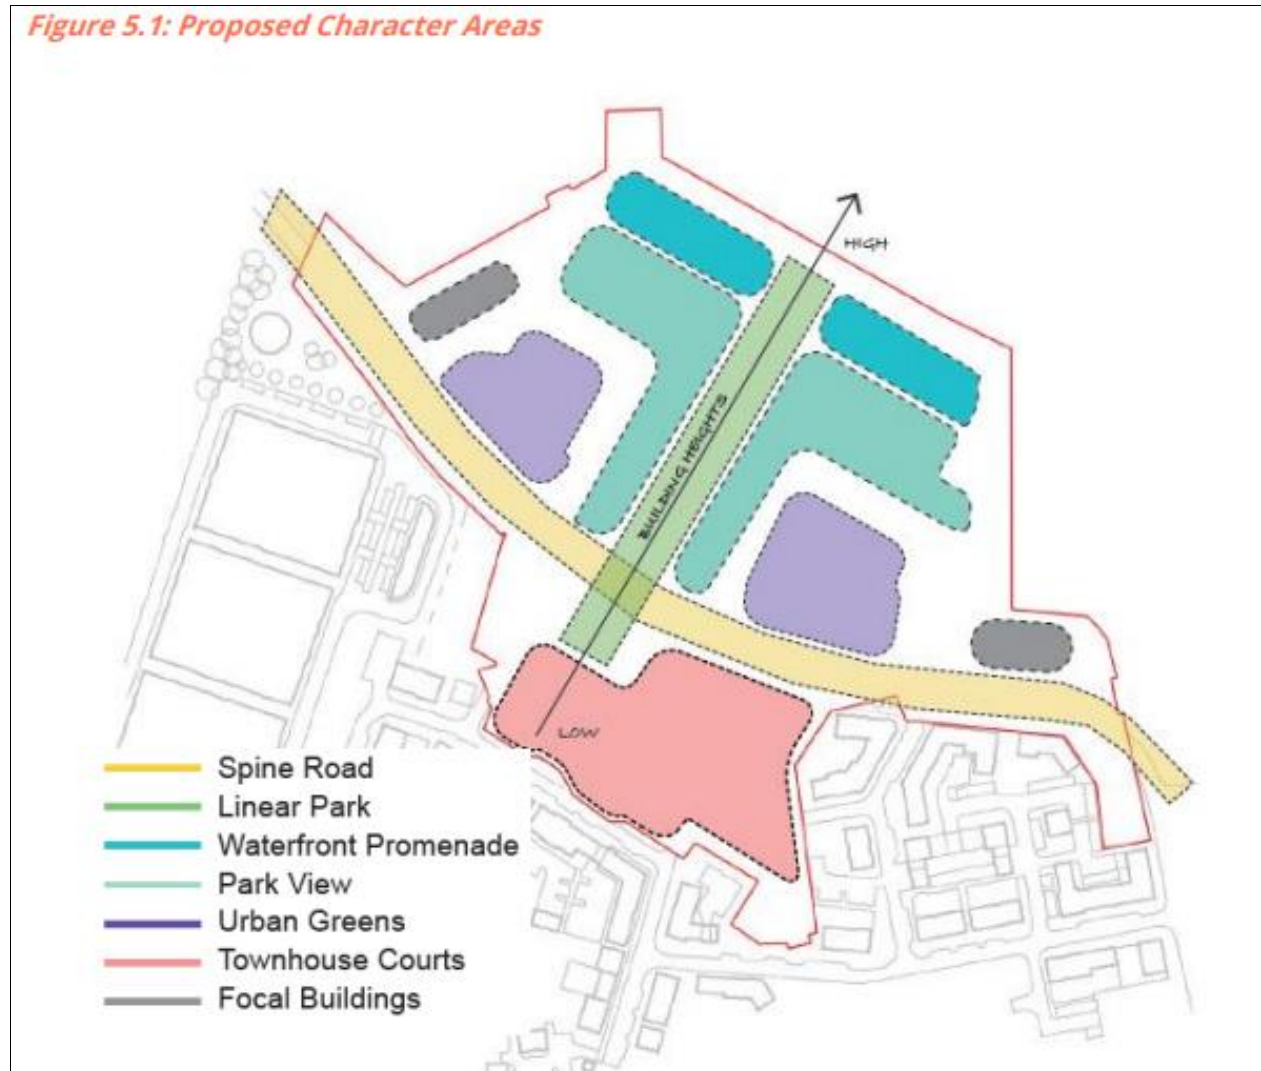 Figure 5.1: Proposed Character Areas
HIGH
BUILDING HEIGHTS
LOW
Spine Road
Linear Park
Waterfront Promenade
Park View
Urban Greens
Townhouse Courts
Focal Buildings